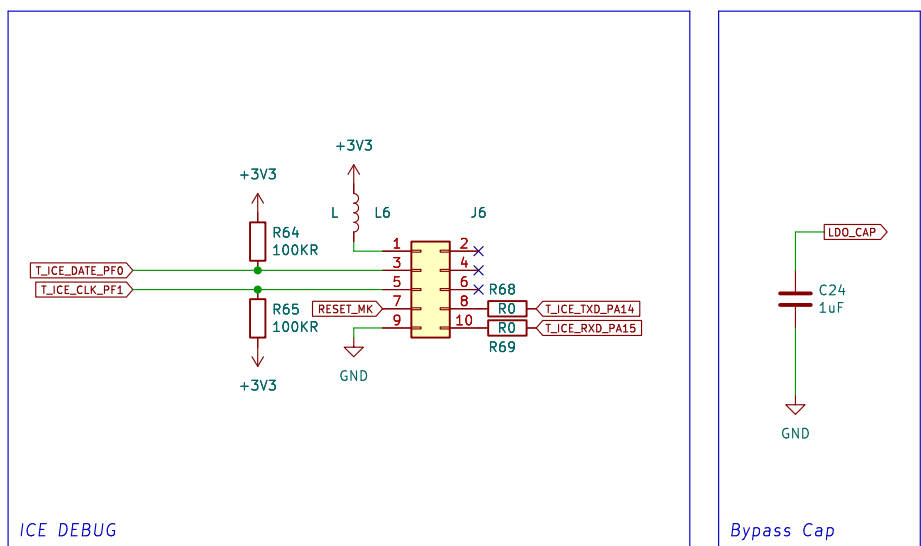 +3V3
+3V3
L L6 J6
R64
100KR
1 2
T_ICE_DATE_PF0 3 4
T_ICE_CLK_PF1 5 6
R68
R65
100KR
RESET_MK 7 8 R0 T_ICE_TXD_PA14
9 10 R0 T_ICE_RXD_PA15
R69
GND
+3V3
ICE DEBUG
LDO_CAP
C24
1uF
GND
Bypass Cap